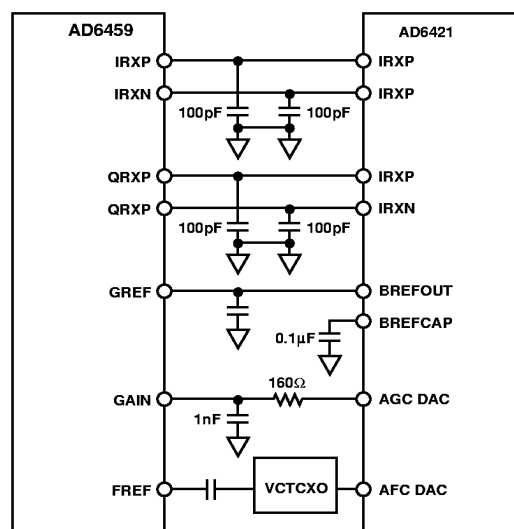 AD6459
AD6421
IRXP
IRXP
IRXN
IRXP
100pF
100pF
QRXP
IRXP
QRXP
IRXN
100pF
100pF
GREF
BREFOUT
BREFCAP
0.1µF
160Ω
GAIN
AGC DAC
1nF
VCTCXO
FREF
AFC DAC